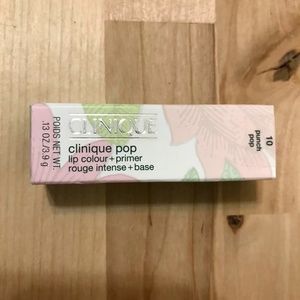 CLINIQUE
clinique pop
lip colour+primer
rouge intense+base
10
punch
pop
POIDS NET WT.
.13 OZ./3.9 g